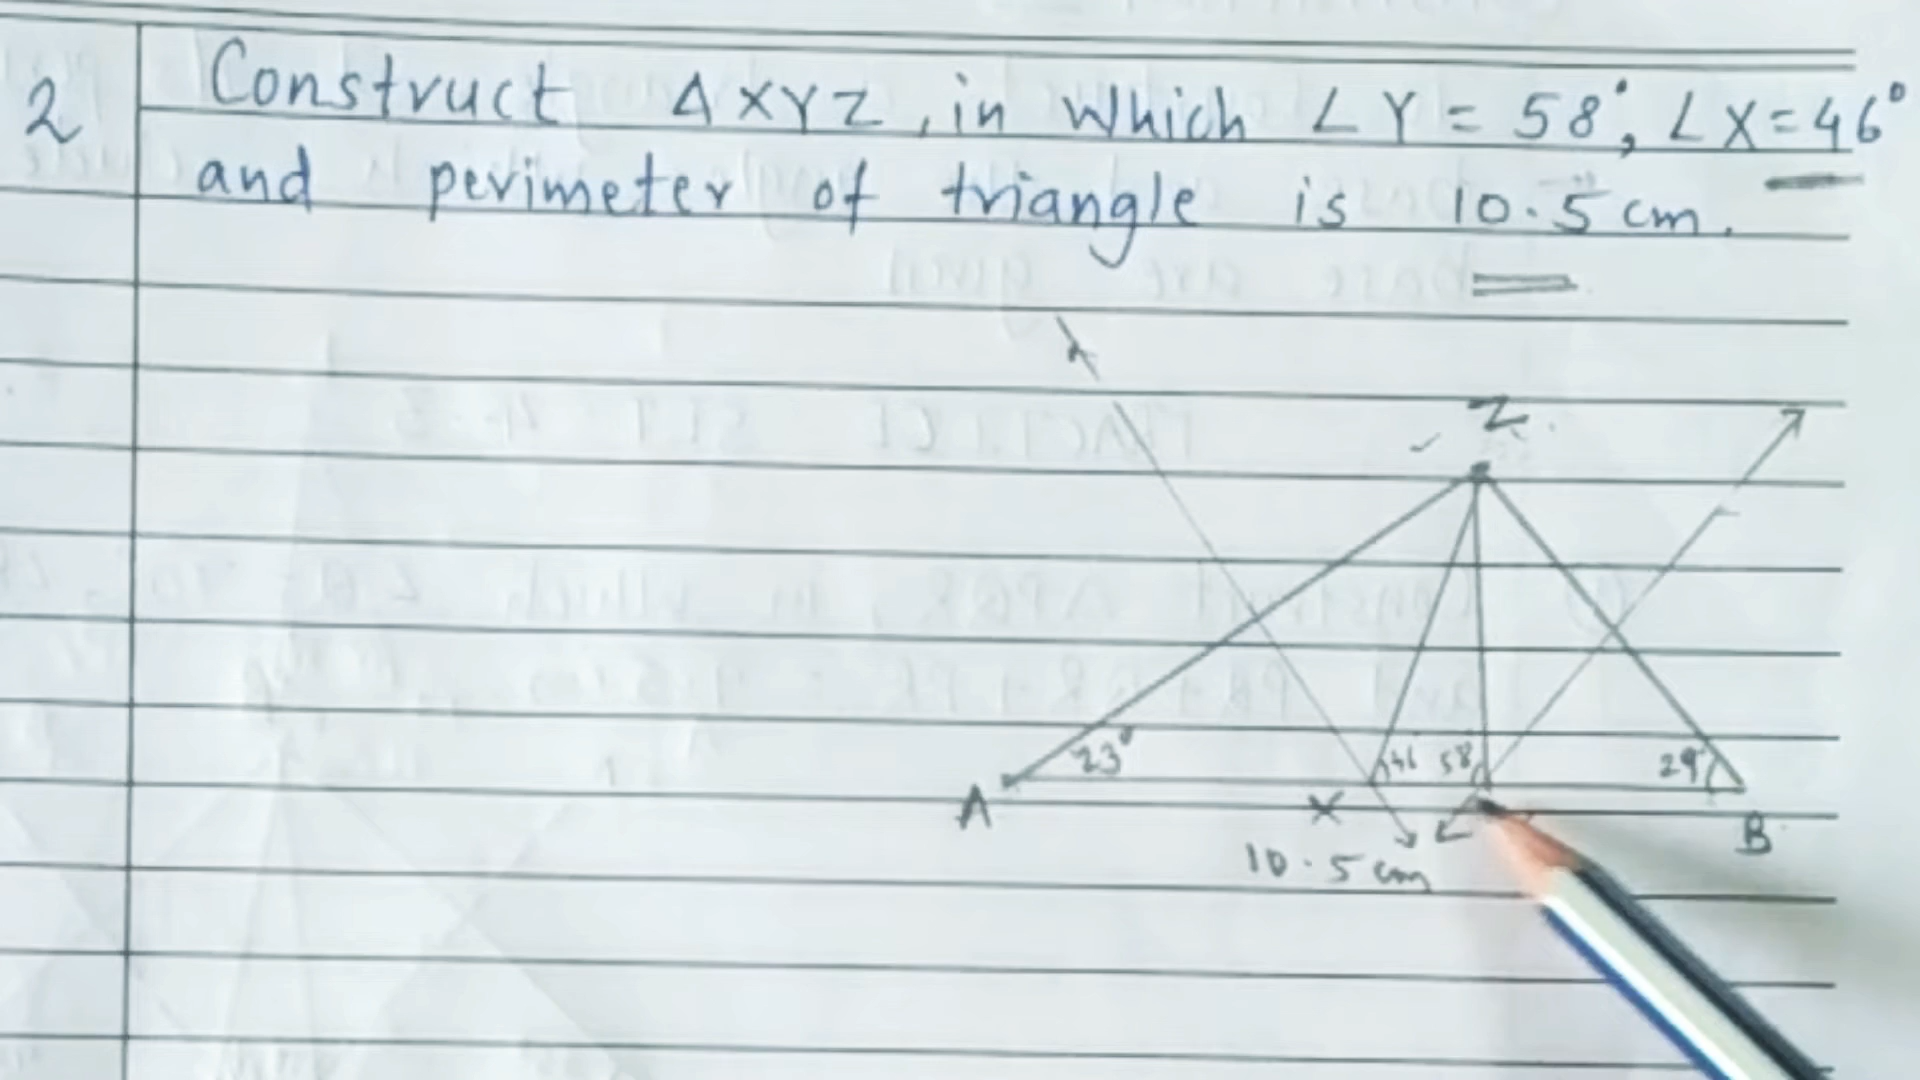 2
Construct ΔXYZ, in which ∠Y = 58°, ∠X = 46°
and perimeter of triangle is 10.5 cm.
Z
23° 46 58° 29°
A X B
10.5 cm